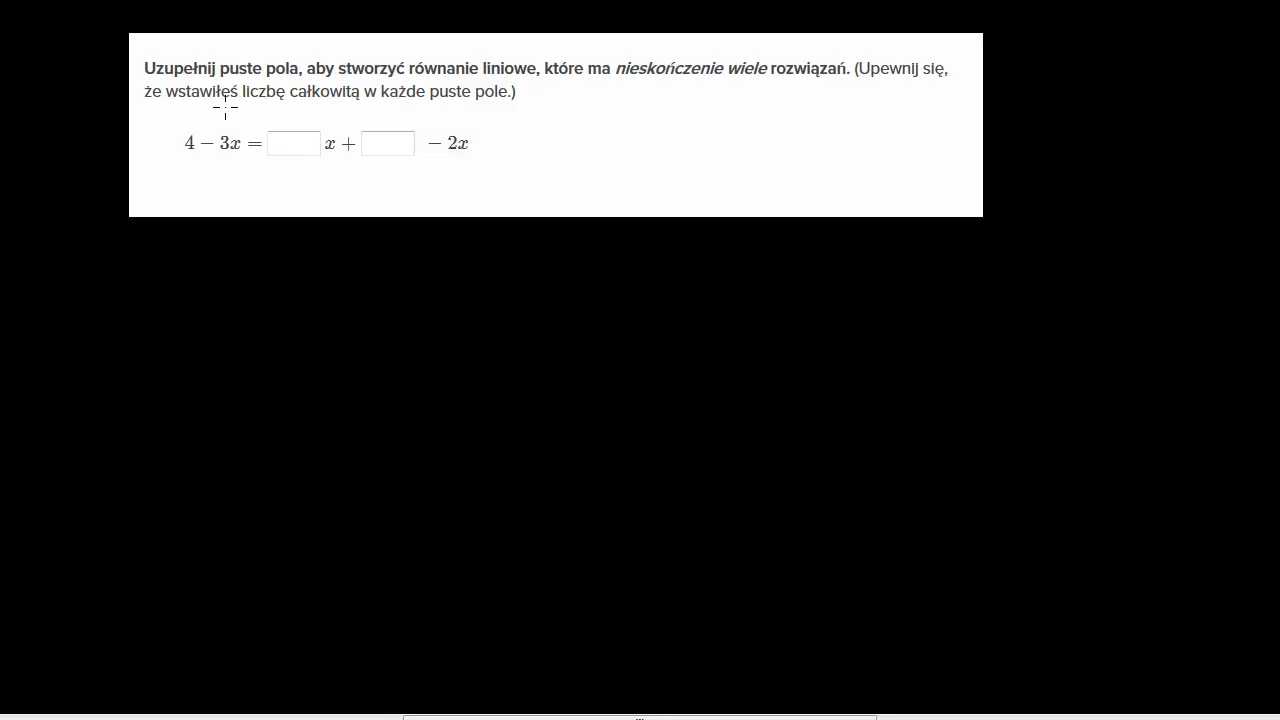 Uzupełnij puste pola, aby stworzyć równanie liniowe, które ma nieskończenie wiele rozwiązań. (Upewnij się,
że wstawiłęś liczbę całkowitą w każde puste pole.)
4 − 3x = x + − 2x